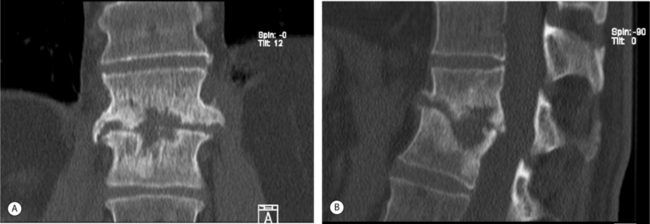 Spin: -0
Tilt 12
A
A
Spin: -90
Tilt: 0
B